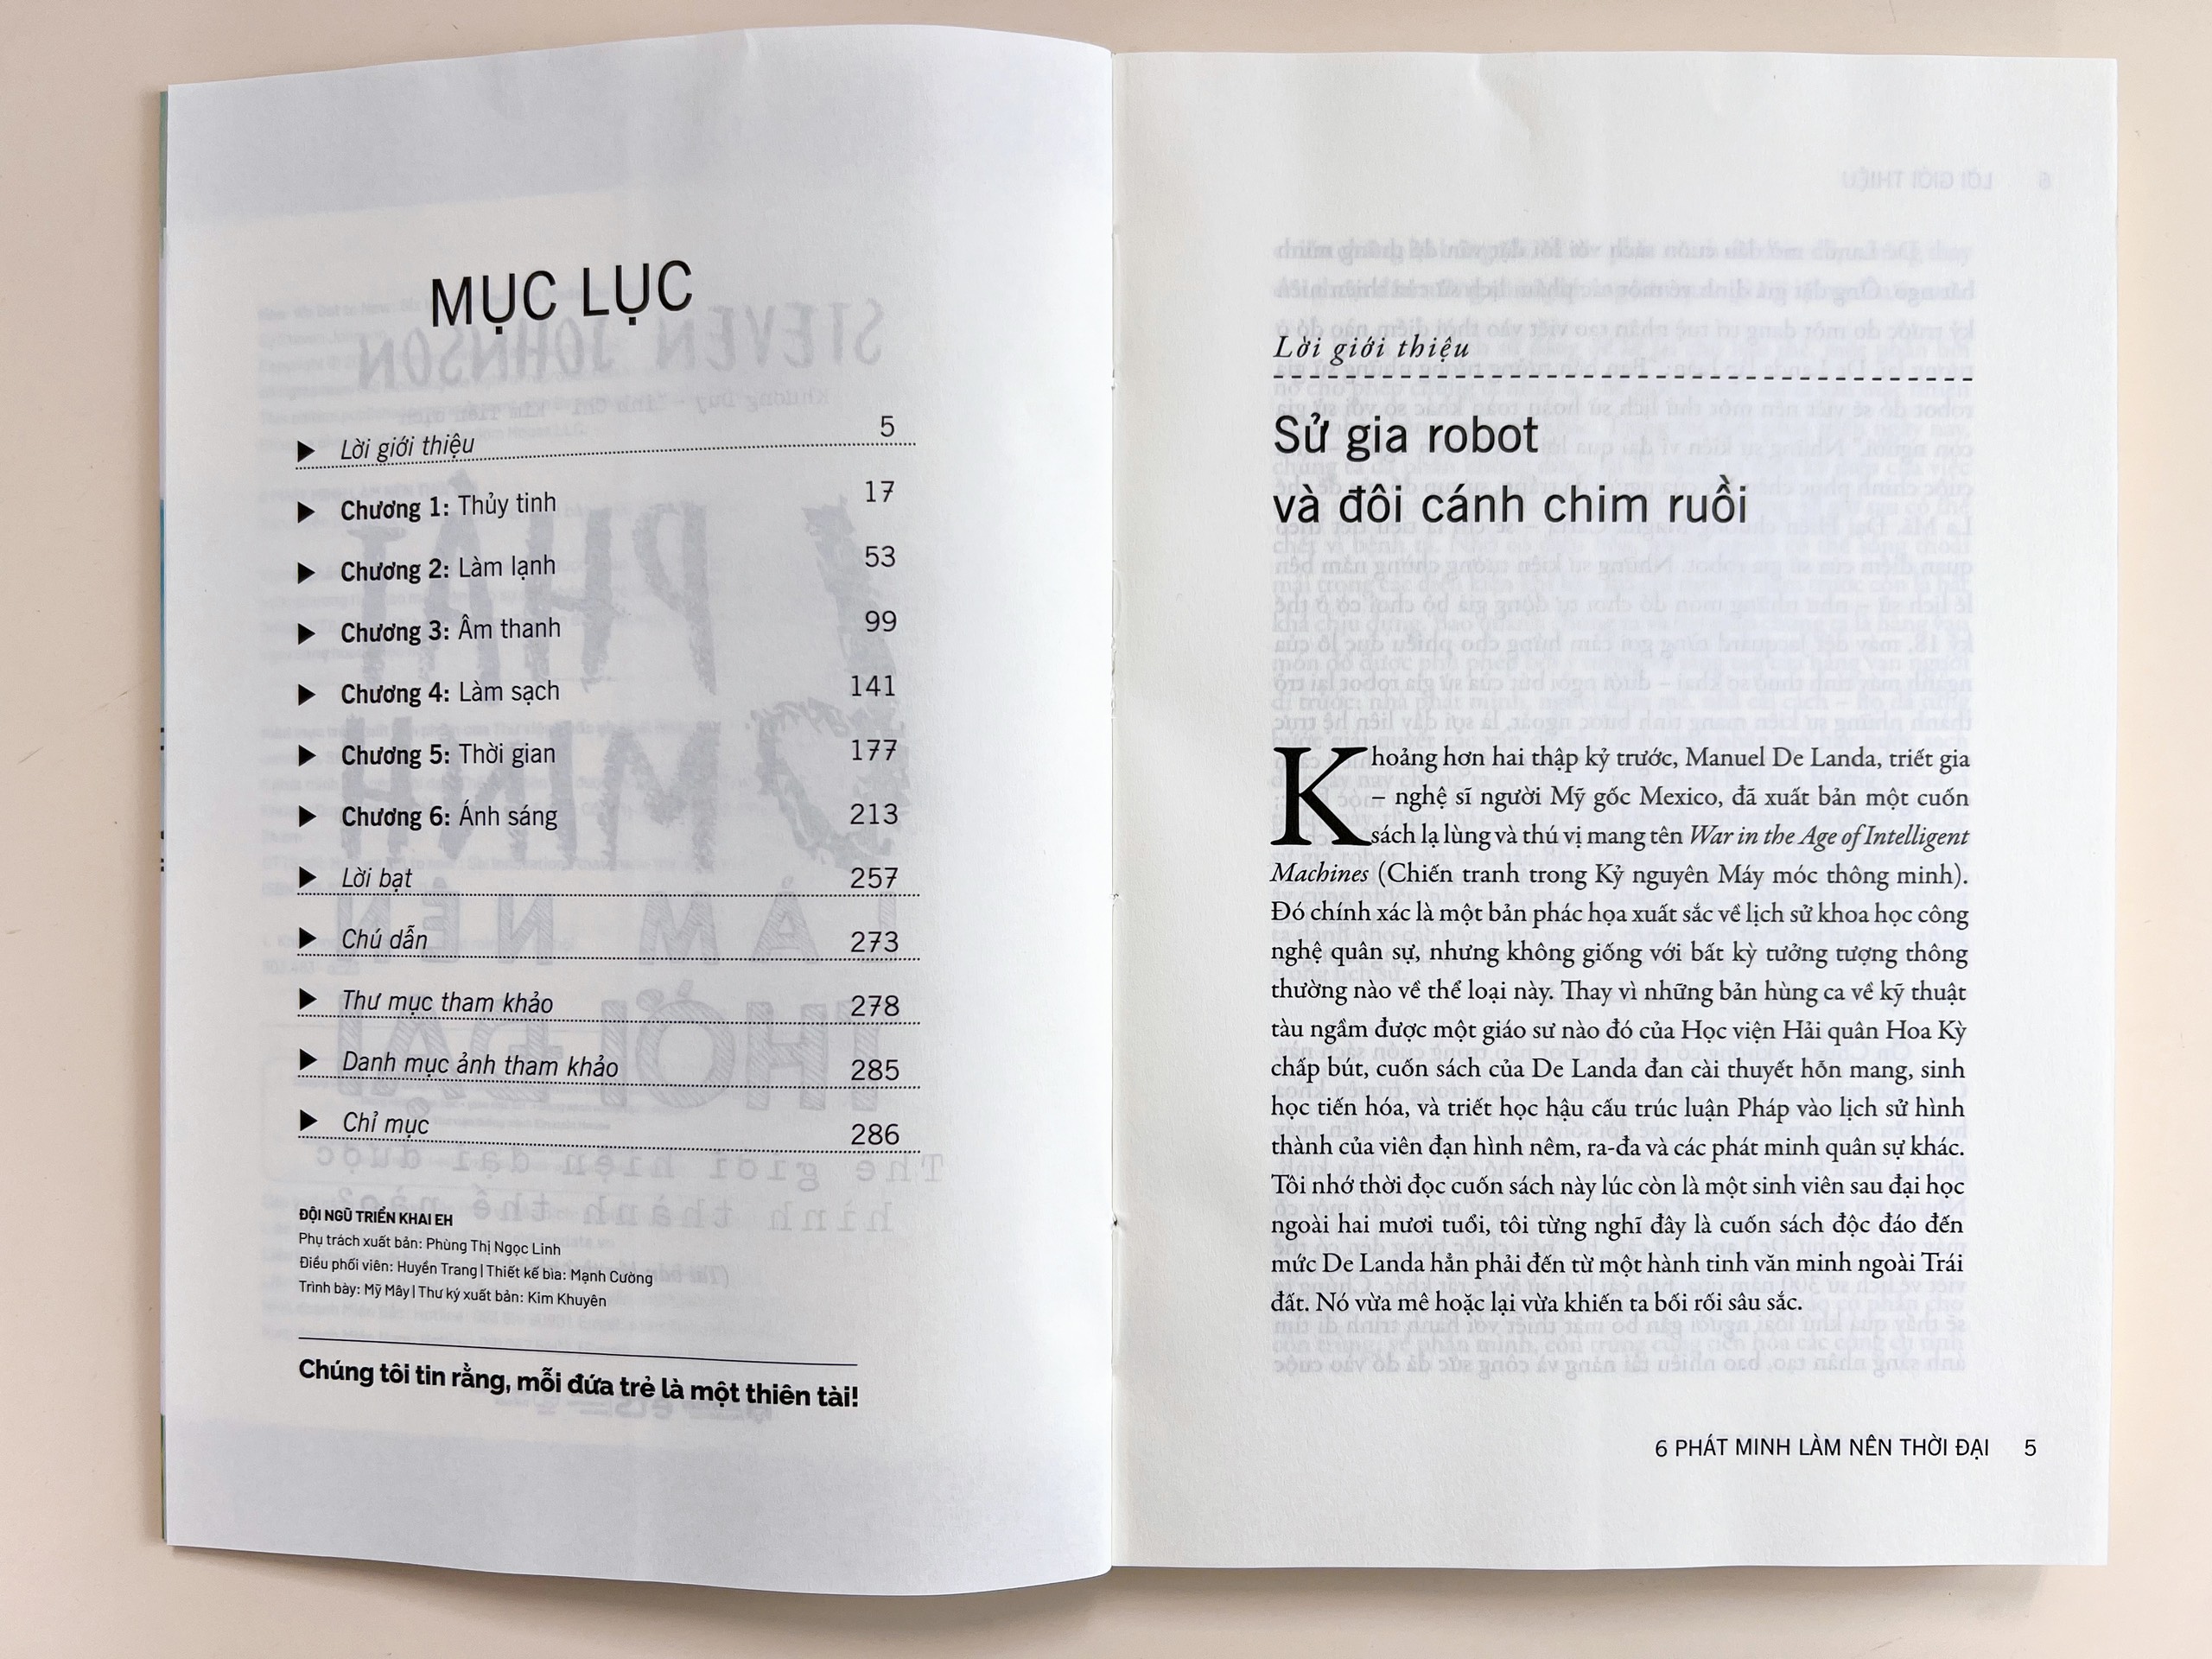 MỤC LỤC
▶ Lời giới thiệu 5
▶ Chương 1: Thủy tinh 17
▶ Chương 2: Làm lạnh 53
▶ Chương 3: Âm thanh 99
▶ Chương 4: Làm sạch 141
▶ Chương 5: Thời gian 177
▶ Chương 6: Ánh sáng 213
▶ Lời bạt 257
▶ Chú dẫn 273
▶ Thư mục tham khảo 278
▶ Danh mục ảnh tham khảo 285
▶ Chỉ mục 286
ĐỘI NGŨ TRIỂN KHAI EH
Phụ trách xuất bản: Phùng Thị Ngọc Linh
Điều phối viên: Huyền Trang | Thiết kế bìa: Mạnh Cường
Trình bày: Mỹ Mây | Thư ký xuất bản: Kim Khuyên
Chúng tôi tin rằng, mỗi đứa trẻ là một thiên tài!
Lời giới thiệu
Sử gia robot
và đôi cánh chim ruồi
Khoảng hơn hai thập kỷ trước, Manuel De Landa, triết gia
– nghệ sĩ người Mỹ gốc Mexico, đã xuất bản một cuốn
sách lạ lùng và thú vị mang tên War in the Age of Intelligent
Machines (Chiến tranh trong Kỷ nguyên Máy móc thông minh).
Đó chính xác là một bản phác họa xuất sắc về lịch sử khoa học công
nghệ quân sự, nhưng không giống với bất kỳ tưởng tượng thông
thường nào về thể loại này. Thay vì những bản hùng ca về kỹ thuật
tàu ngầm được một giáo sư nào đó của Học viện Hải quân Hoa Kỳ
chấp bút, cuốn sách của De Landa đan cài thuyết hỗn mang, sinh
học tiến hóa, và triết học hậu cấu trúc luận Pháp vào lịch sử hình
thành của viên đạn hình nêm, ra-đa và các phát minh quân sự khác.
Tôi nhớ thời đọc cuốn sách này lúc còn là một sinh viên sau đại học
ngoài hai mươi tuổi, tôi từng nghĩ đây là cuốn sách độc đáo đến
mức De Landa hẳn phải đến từ một hành tinh văn minh ngoài Trái
đất. Nó vừa mê hoặc lại vừa khiến ta bối rối sâu sắc.
6 PHÁT MINH LÀM NÊN THỜI ĐẠI 5